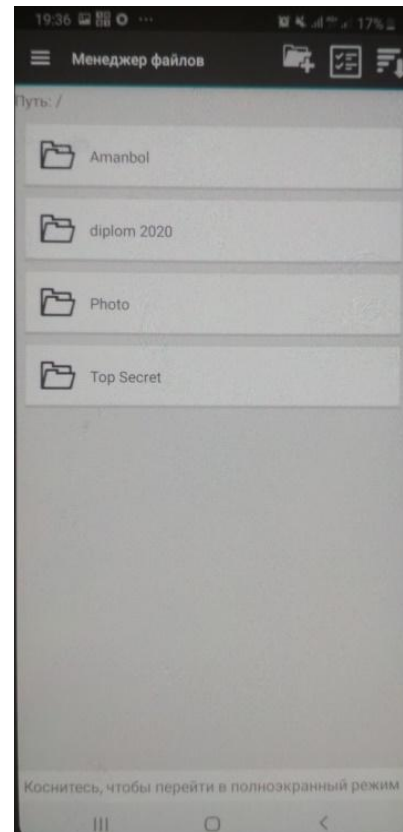 19:36
17%
Менеджер файлов
Путь: /
Amanbol
diplom 2020
Photo
Top Secret
Коснитесь, чтобы перейти в полноэкранный режим